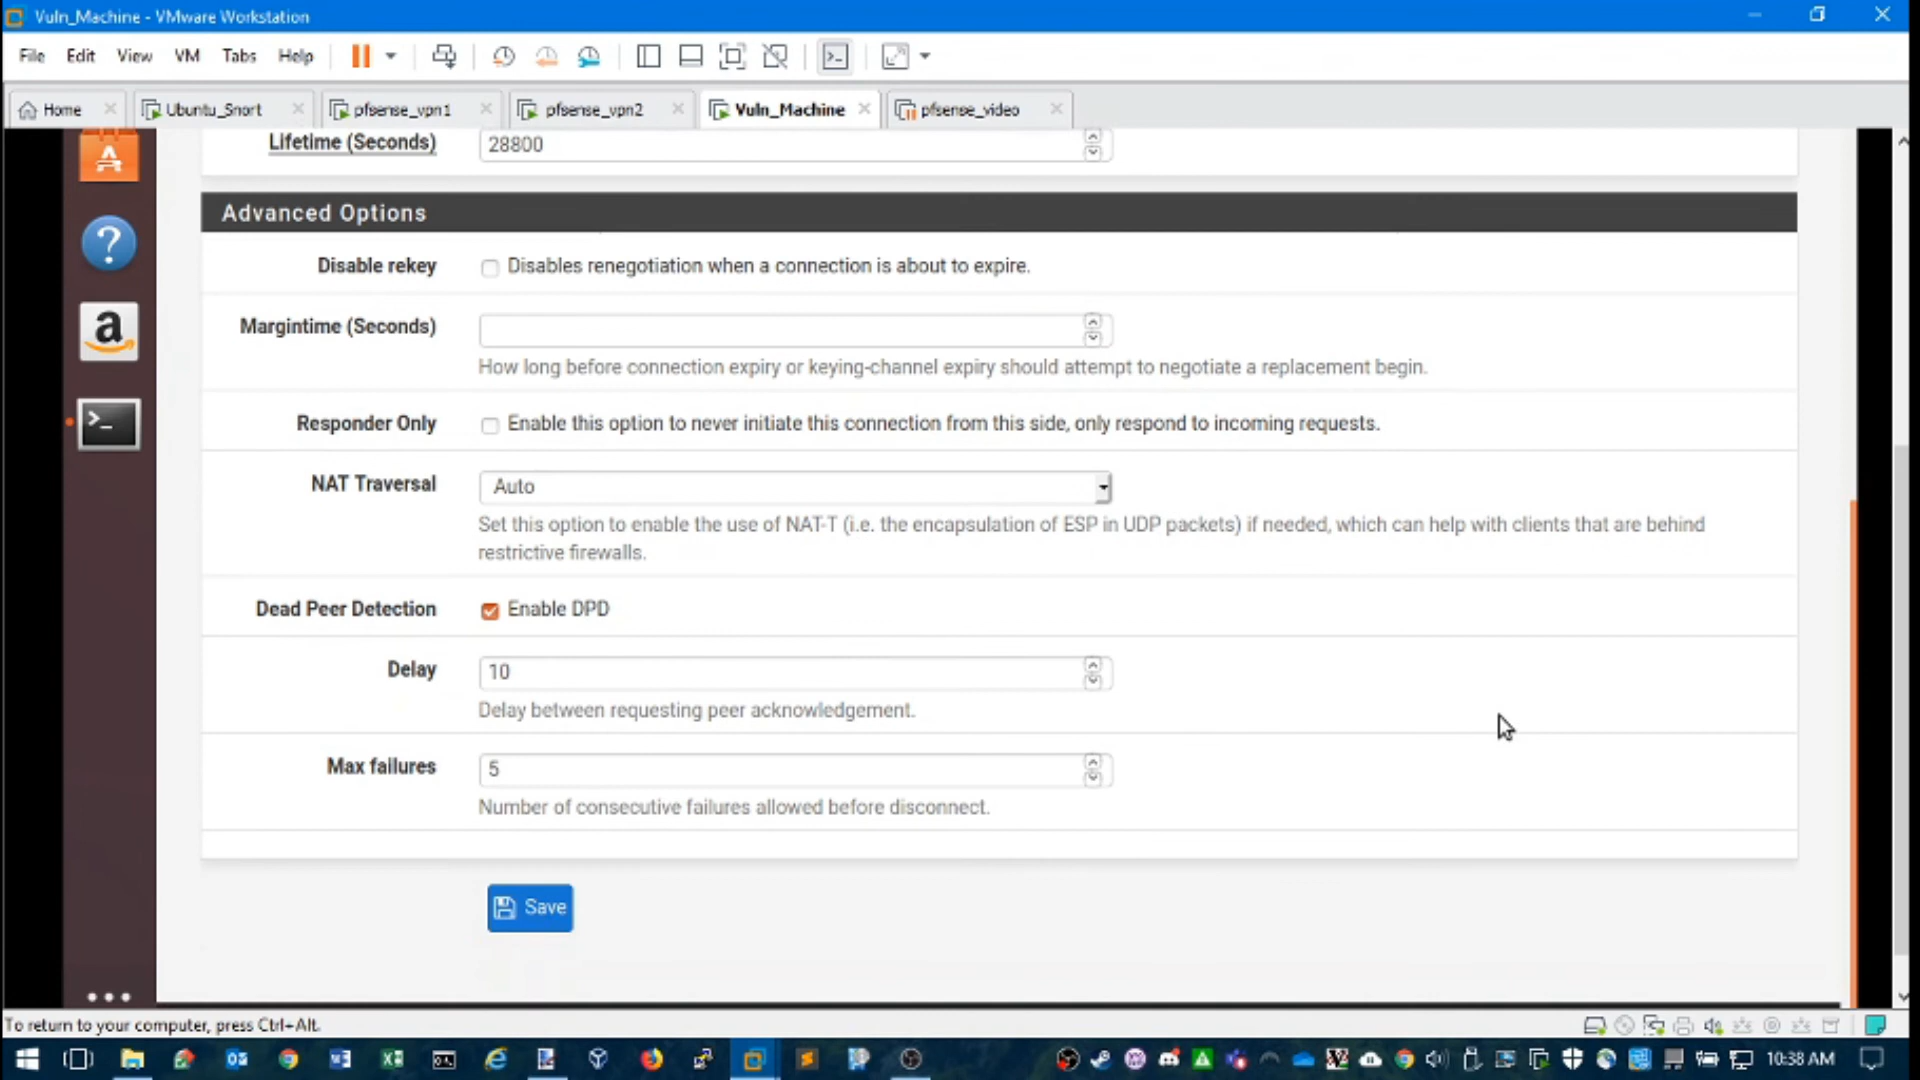 Vuln_Machine - VMware Workstation
File Edit View VM Tabs Help
Home Ubuntu_Snort pfsense_vpn1 pfsense_vpn2 Vuln_Machine pfsense_video
Lifetime (Seconds) 28800
Advanced Options
Disable rekey Disables renegotiation when a connection is about to expire.
Margintime (Seconds)
How long before connection expiry or keying-channel expiry should attempt to negotiate a replacement begin.
Responder Only Enable this option to never initiate this connection from this side, only respond to incoming requests.
NAT Traversal Auto
Set this option to enable the use of NAT-T (i.e. the encapsulation of ESP in UDP packets) if needed, which can help with clients that are behind
restrictive firewalls.
Dead Peer Detection Enable DPD
Delay 10
Delay between requesting peer acknowledgement.
Max failures 5
Number of consecutive failures allowed before disconnect.
Save
To return to your computer, press Ctrl+Alt.
10:38 AM